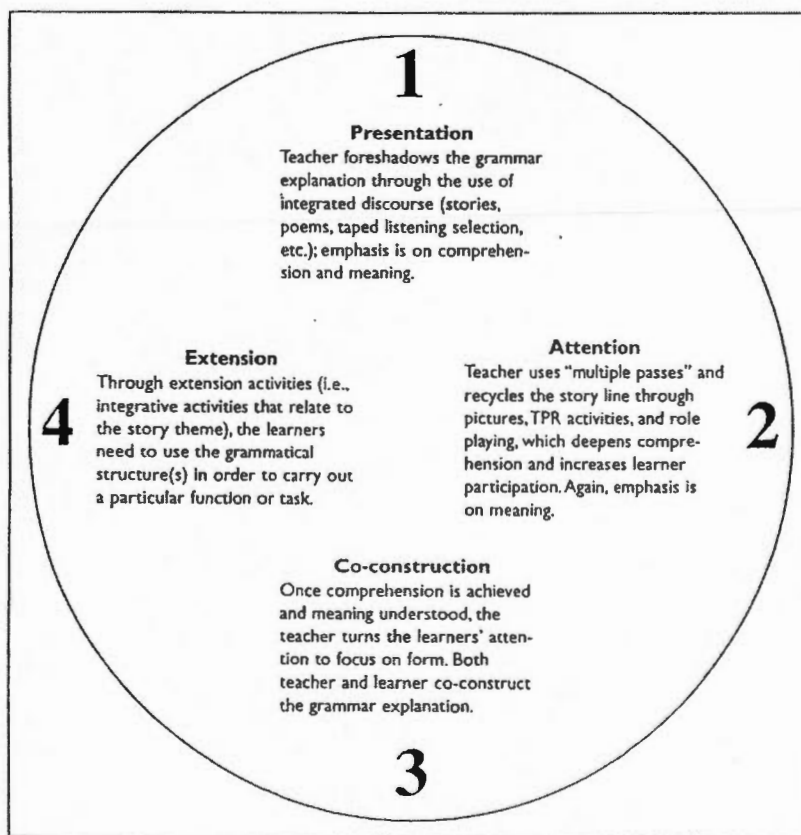 1
Presentation
Teacher foreshadows the grammar
explanation through the use of
integrated discourse (stories,
poems, taped listening selection,
etc.); emphasis is on comprehen-
sion and meaning.
Attention
Teacher uses "multiple passes" and
recycles the story line through
pictures, TPR activities, and role
playing, which deepens compre-
hension and increases learner
participation. Again, emphasis is
on meaning.
2
Co-construction
Once comprehension is achieved
and meaning understood, the
teacher turns the learners' atten-
tion to focus on form. Both
teacher and learner co-construct
the grammar explanation.
3
Extension
Through extension activities (i.e.,
integrative activities that relate to
the story theme), the learners
need to use the grammatical
structure(s) in order to carry out
a particular function or task.
4